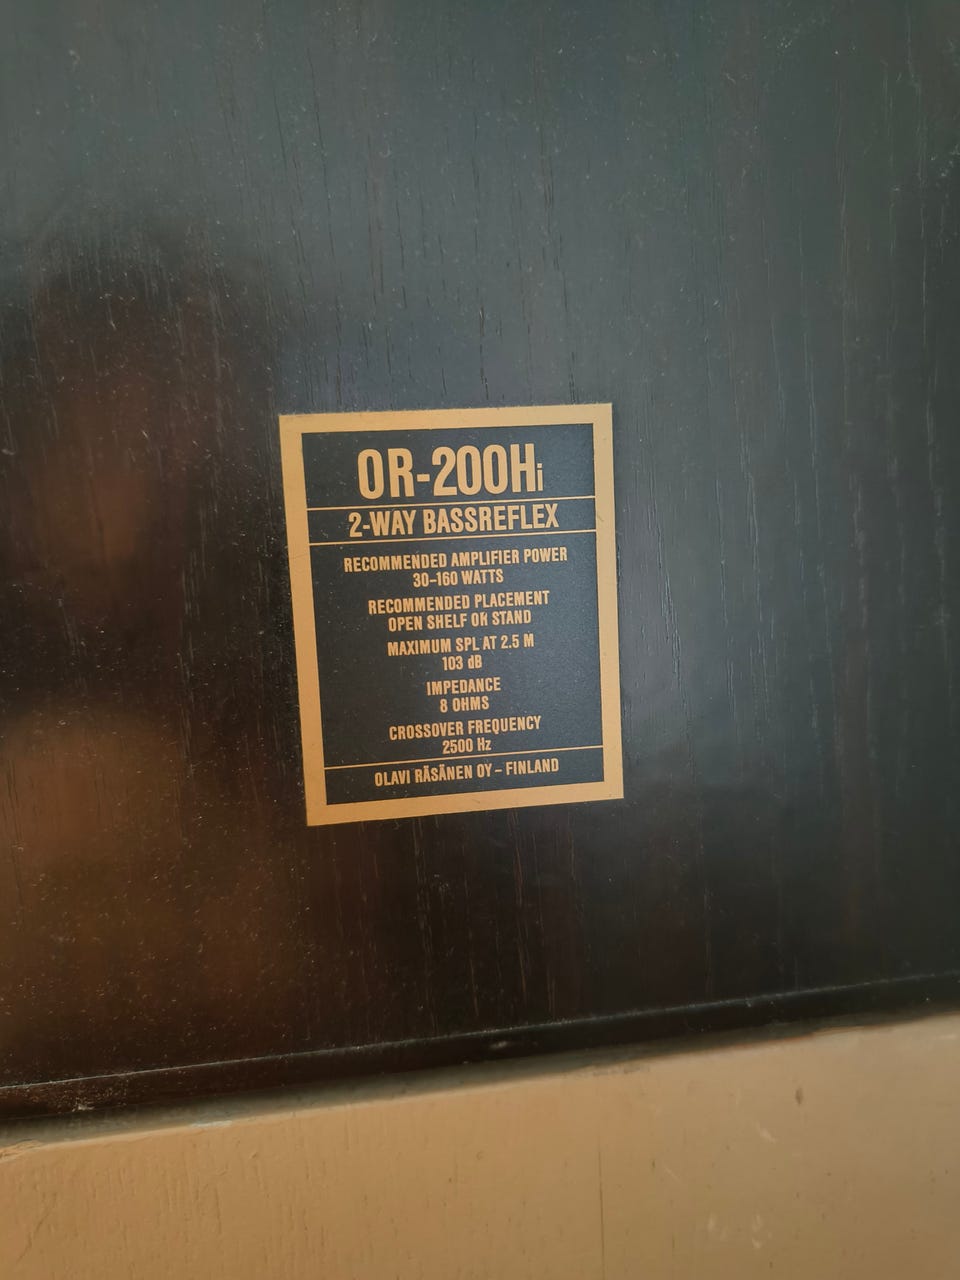 OR-200Hi
2-WAY BASSREFLEX
RECOMMENDED AMPLIFIER POWER
30-160 WATTS
RECOMMENDED PLACEMENT
OPEN SHELF OR STAND
MAXIMUM SPL AT 2.5 M
103 dB
IMPEDANCE
8 OHMS
CROSSOVER FREQUENCY
2500 Hz
OLAVI RÄSÄNEN OY – FINLAND